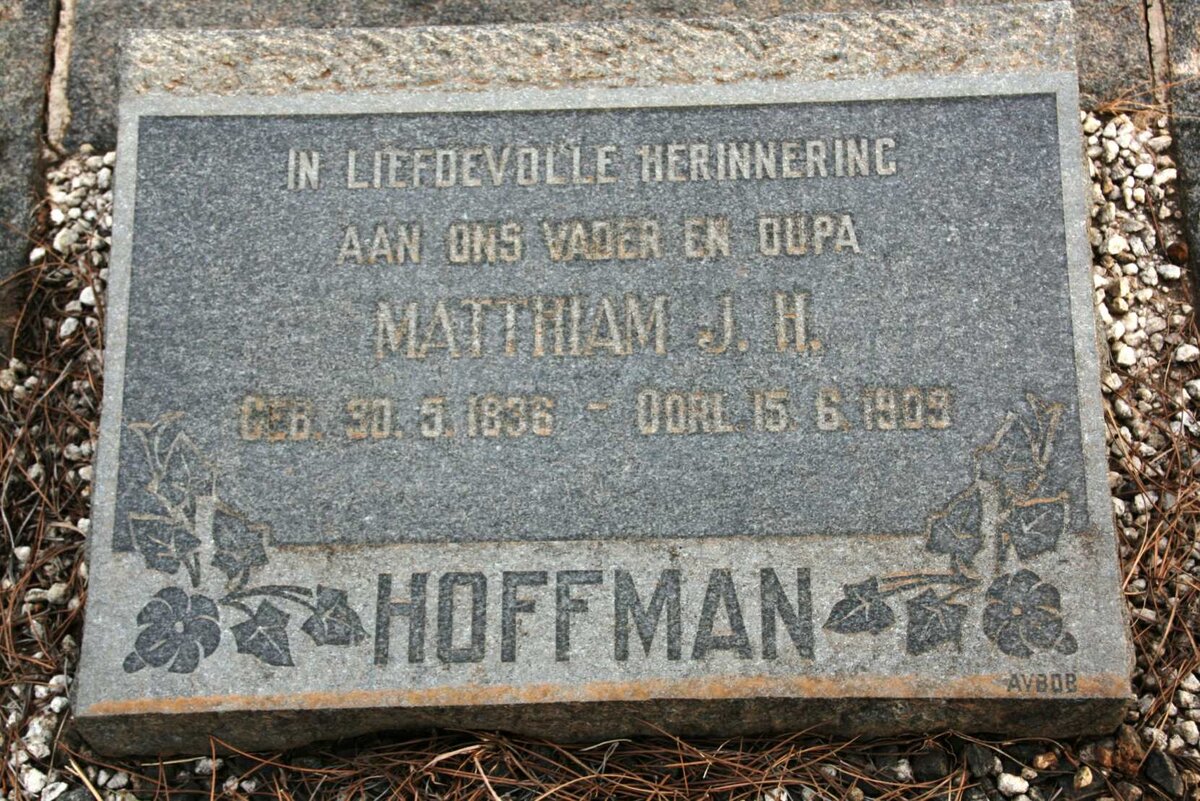 IN LIEFDEVOLLE HERINNERING
AAN ONS VADER EN OUPA
MATTHIAM J. H.
GEB. 30. 5. 1836 - OORL. 15. 6. 1909
HOFFMAN
AVBOB